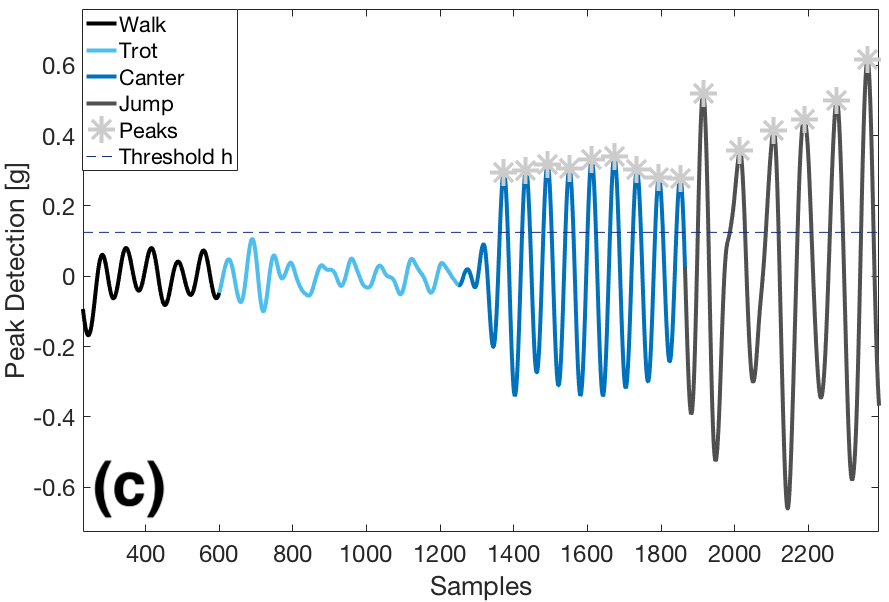 Walk
Trot
Canter
Jump
Peaks
Threshold h
Peak Detection [g]
0.6
0.4
0.2
0
-0.2
-0.4
-0.6
(c)
400 600 800 1000 1200 1400 1600 1800 2000 2200
Samples